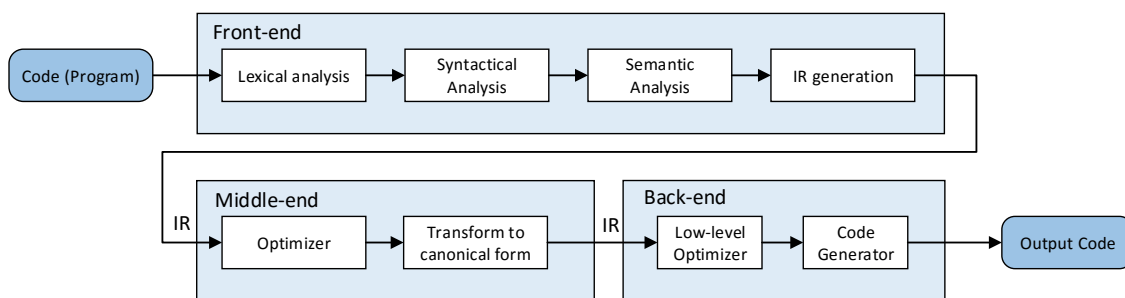 Front-end
Code (Program)
Lexical analysis
Syntactical
Analysis
Semantic
Analysis
IR generation
Middle-end
Back-end
IR
Optimizer
Transform to
canonical form
IR
Low-level
Optimizer
Code
Generator
Output Code